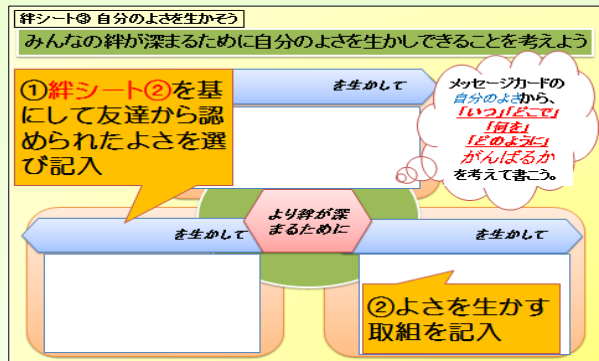 絆シート③ 自分のよさを生かそう
みんなの絆が深まるために自分のよさを生かしできることを考えよう
①絆シート②を基
にして友達から認
められたよさを選
び記入
を生かして
メッセージカードの
自分のよさから、
「いつ」「どこで」
「何を」
「どのように」
がんばるか
を考えて書こう。
より絆が深
まるために
を生かして
を生かして
②よさを生かす
取組を記入